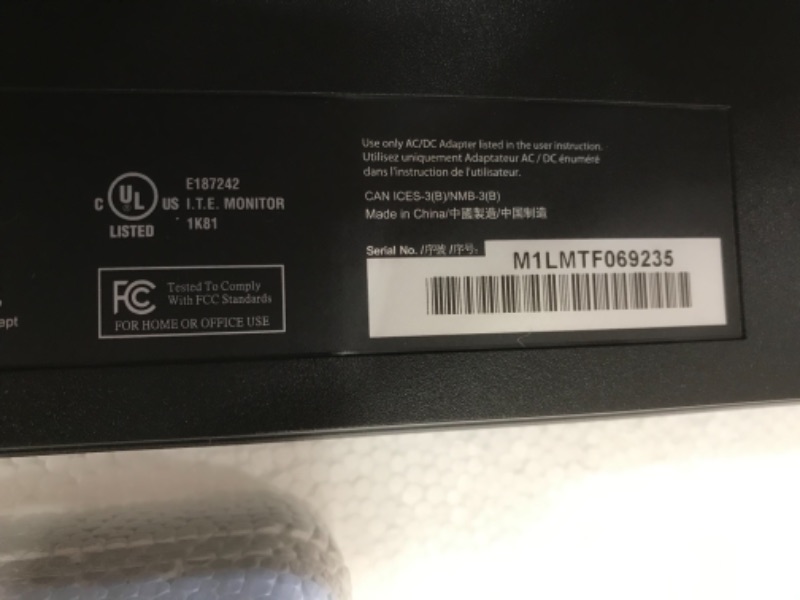 C UL US
LISTED
E187242
I.T.E. MONITOR
1K81
FC Tested To Comply
With FCC Standards
FOR HOME OR OFFICE USE
Use only AC/DC Adapter listed in the user instruction.
Utilisez uniquement Adaptateur AC / DC énuméré
dans l'instruction de l'utilisateur.
CAN ICES-3(B)/NMB-3(B)
Made in China/中國製造/中国制造
Serial No. /序號 /序号:
M1LMTF069235